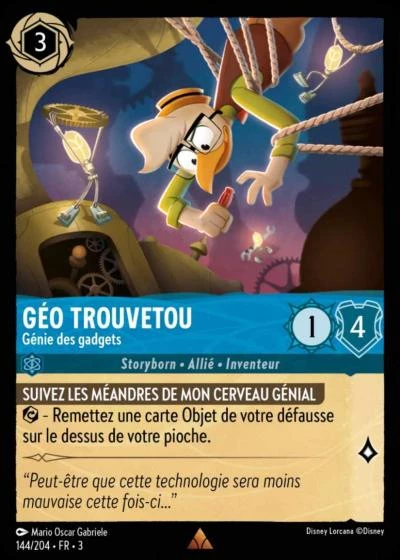 3
GÉO TROUVETOU
Génie des gadgets
1
4
Storyborn • Allié • Inventeur
SUIVEZ LES MÉANDRES DE MON CERVEAU GÉNIAL
- Remettez une carte Objet de votre défausse
sur le dessus de votre pioche.
“Peut-être que cette technologie sera moins
mauvaise cette fois-ci...”
Mario Oscar Gabriele
144/204 • FR • 3
Disney Lorcana ©Disney